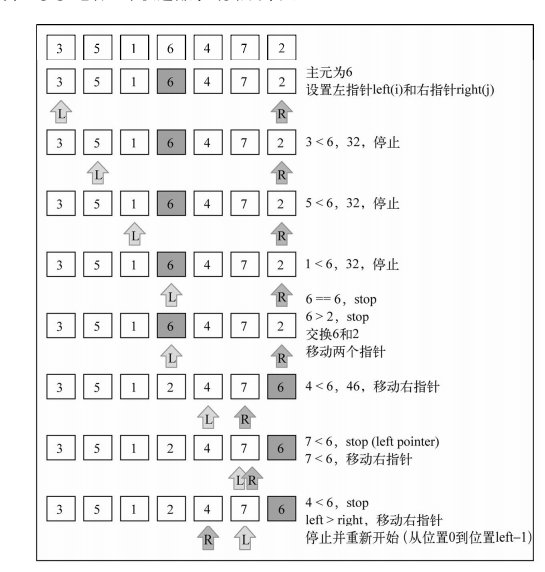 3 5 1 6 4 7 2
3 5 1 6 4 7 2
主元为6
设置左指针left(i)和右指针right(j)
L R
3 5 1 6 4 7 2
3 < 6，32，停止
L R
3 5 1 6 4 7 2
5 < 6，32，停止
L R
3 5 1 6 4 7 2
1 < 6，32，停止
L R
6 == 6，stop
3 5 1 6 4 7 2
6 > 2，stop
交换6和2
L R
移动两个指针
3 5 1 2 4 7 6
4 < 6，46，移动右指针
L R
3 5 1 2 4 7 6
7 < 6，stop (left pointer)
7 < 6，移动右指针
L R
3 5 1 2 4 7 6
4 < 6，stop
left > right，移动右指针
R L
停止并重新开始（从位置0到位置left–1）